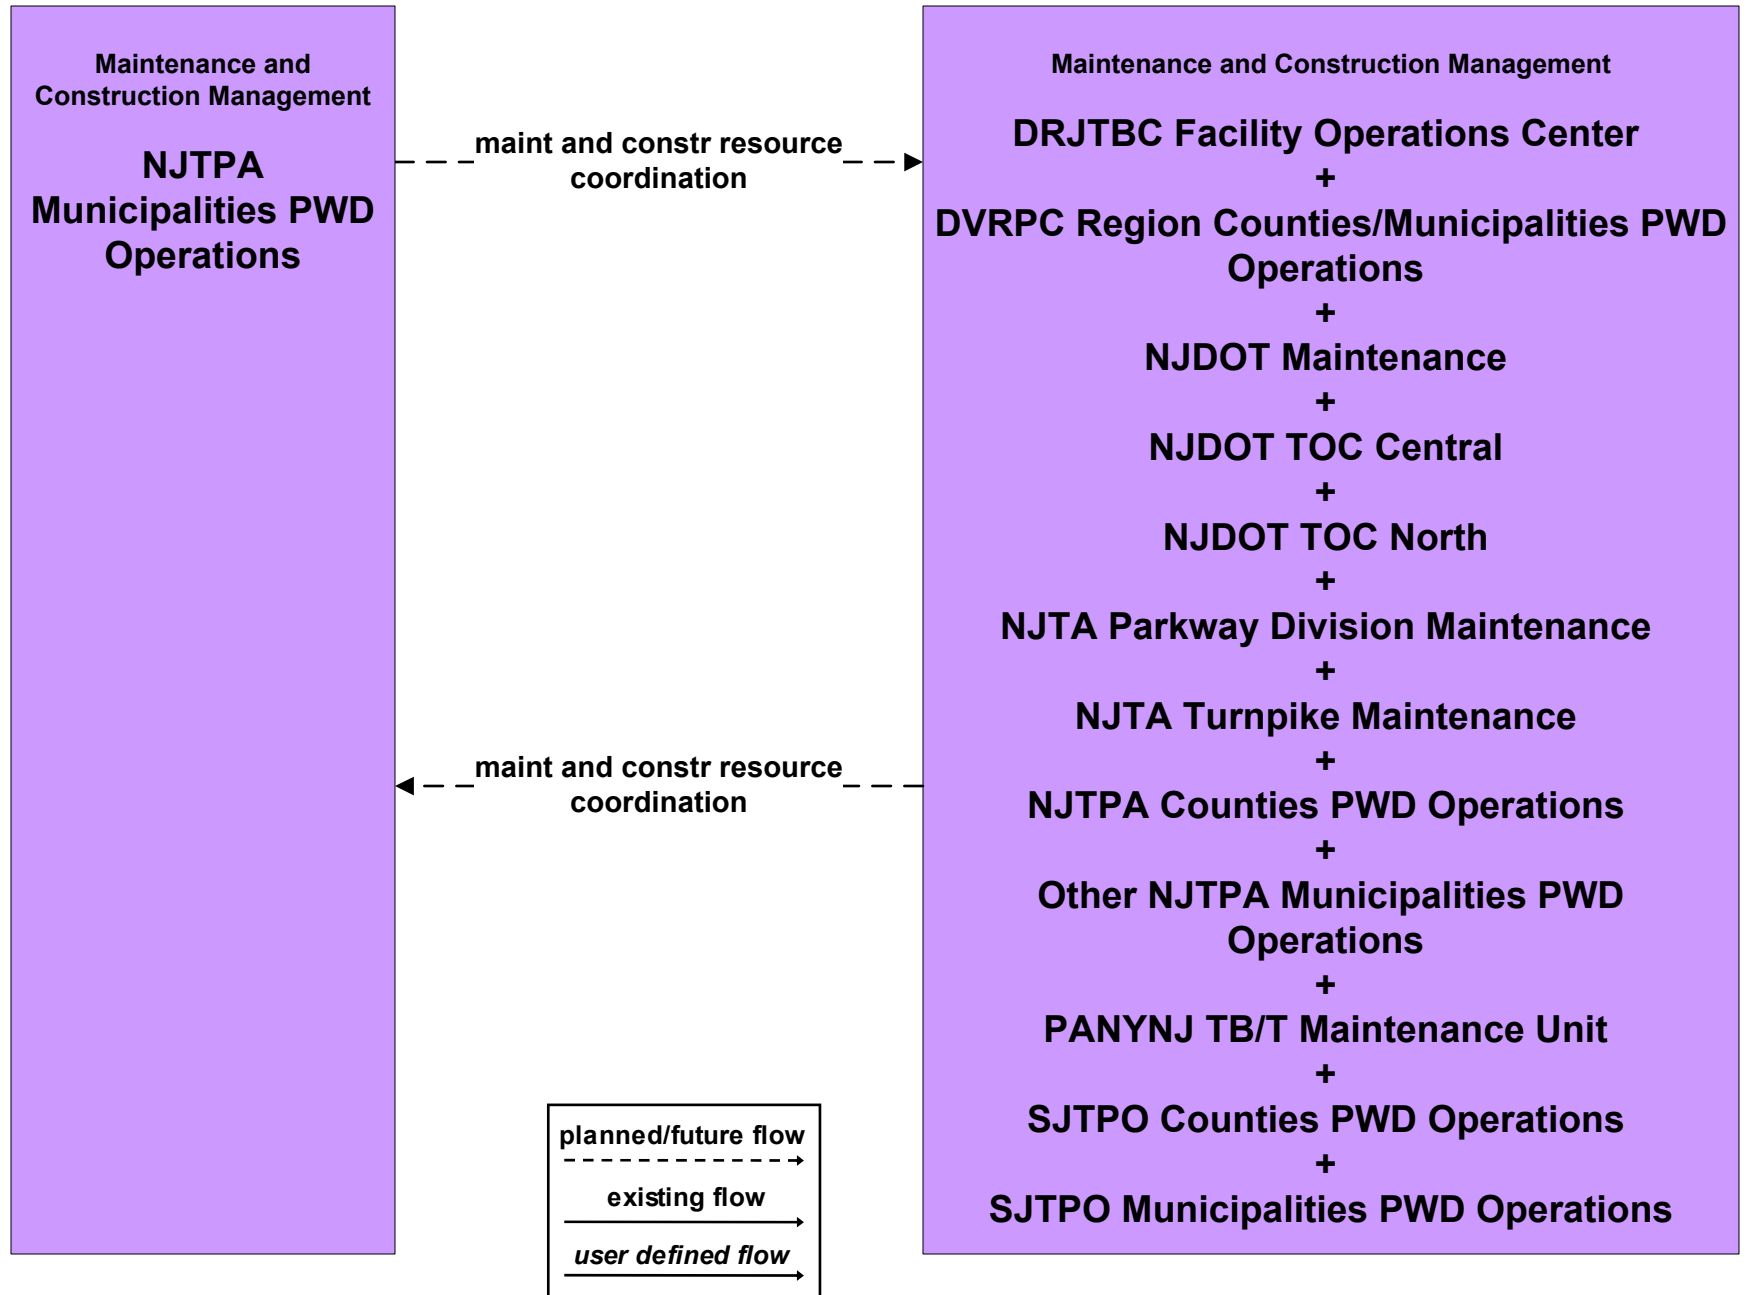 Maintenance and
Construction Management
NJTPA
Municipalities PWD
Operations
maint and constr resource
coordination
maint and constr resource
coordination
Maintenance and Construction Management
DRJTBC Facility Operations Center
+
DVRPC Region Counties/Municipalities PWD
Operations
+
NJDOT Maintenance
+
NJDOT TOC Central
+
NJDOT TOC North
+
NJTA Parkway Division Maintenance
+
NJTA Turnpike Maintenance
+
NJTPA Counties PWD Operations
+
Other NJTPA Municipalities PWD
Operations
+
PANYNJ TB/T Maintenance Unit
+
SJTPO Counties PWD Operations
+
SJTPO Municipalities PWD Operations
planned/future flow
existing flow
user defined flow